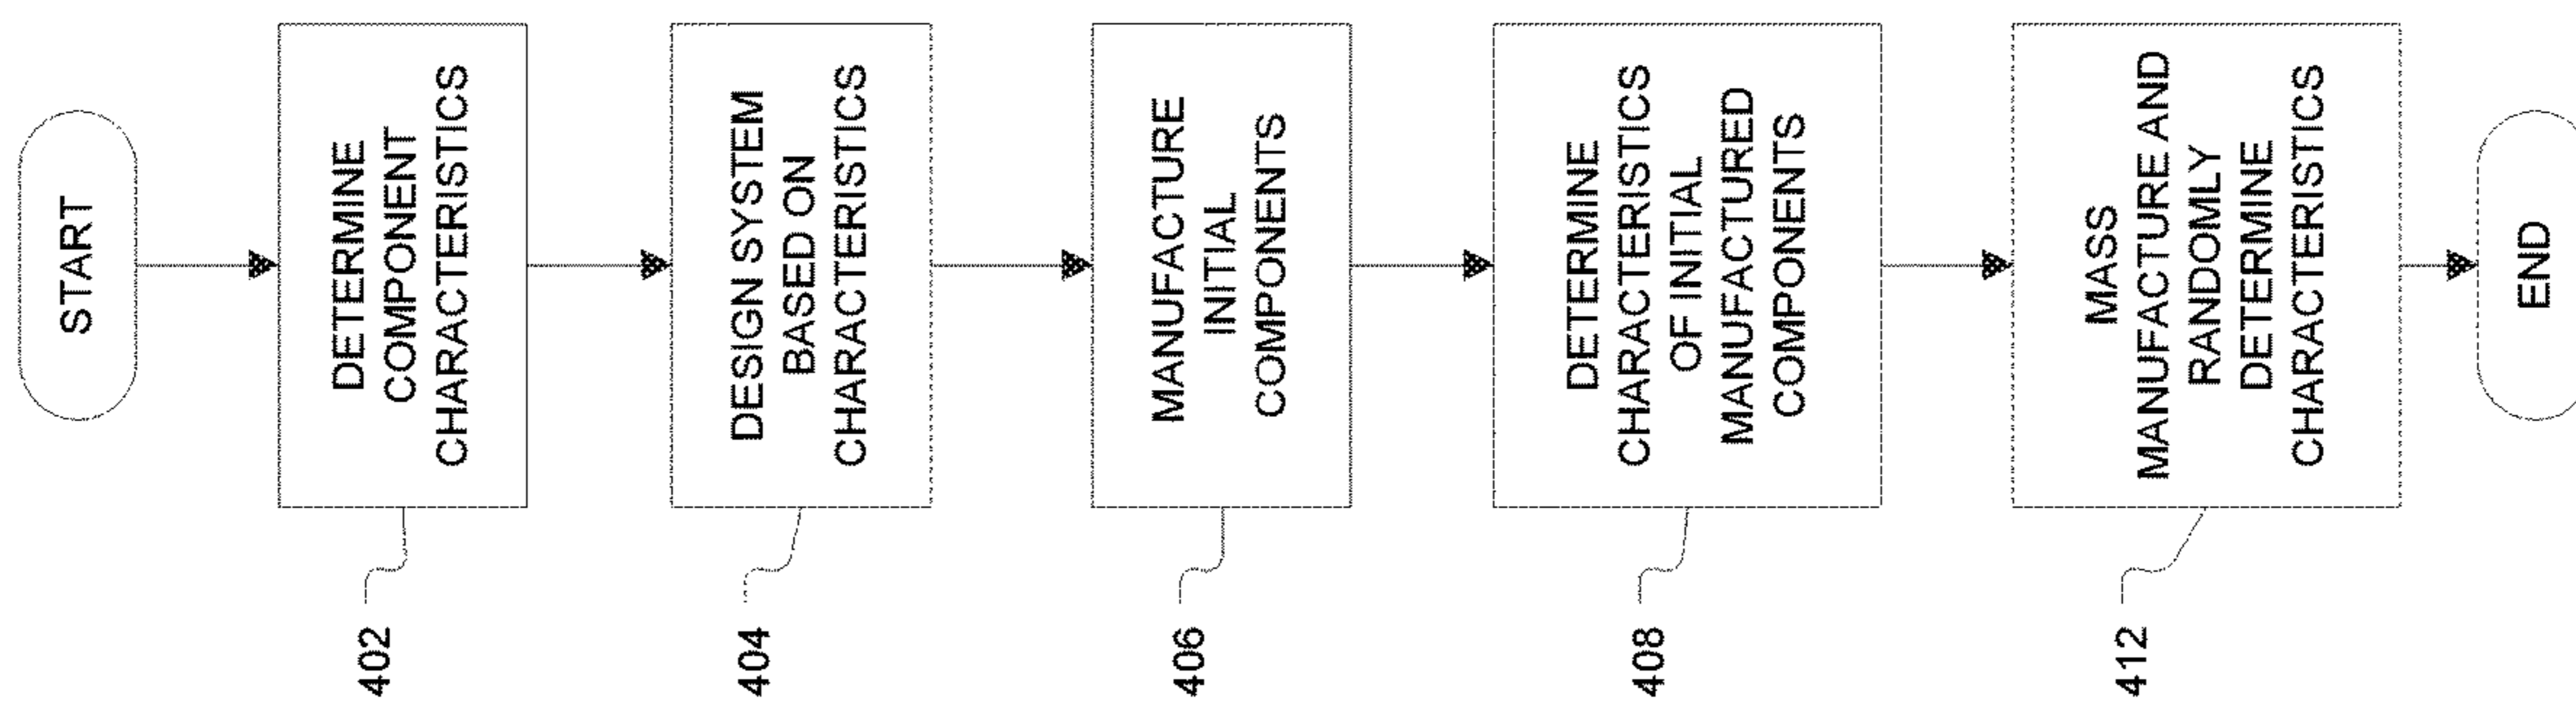 START
DETERMINE
COMPONENT
CHARACTERISTICS
402
DESIGN SYSTEM
BASED ON
CHARACTERISTICS
404
MANUFACTURE
INITIAL
COMPONENTS
406
DETERMINE
CHARACTERISTICS
OF INITIAL
MANUFACTURED
COMPONENTS
408
MASS
MANUFACTURE AND
RANDOMLY
DETERMINE
CHARACTERISTICS
412
END